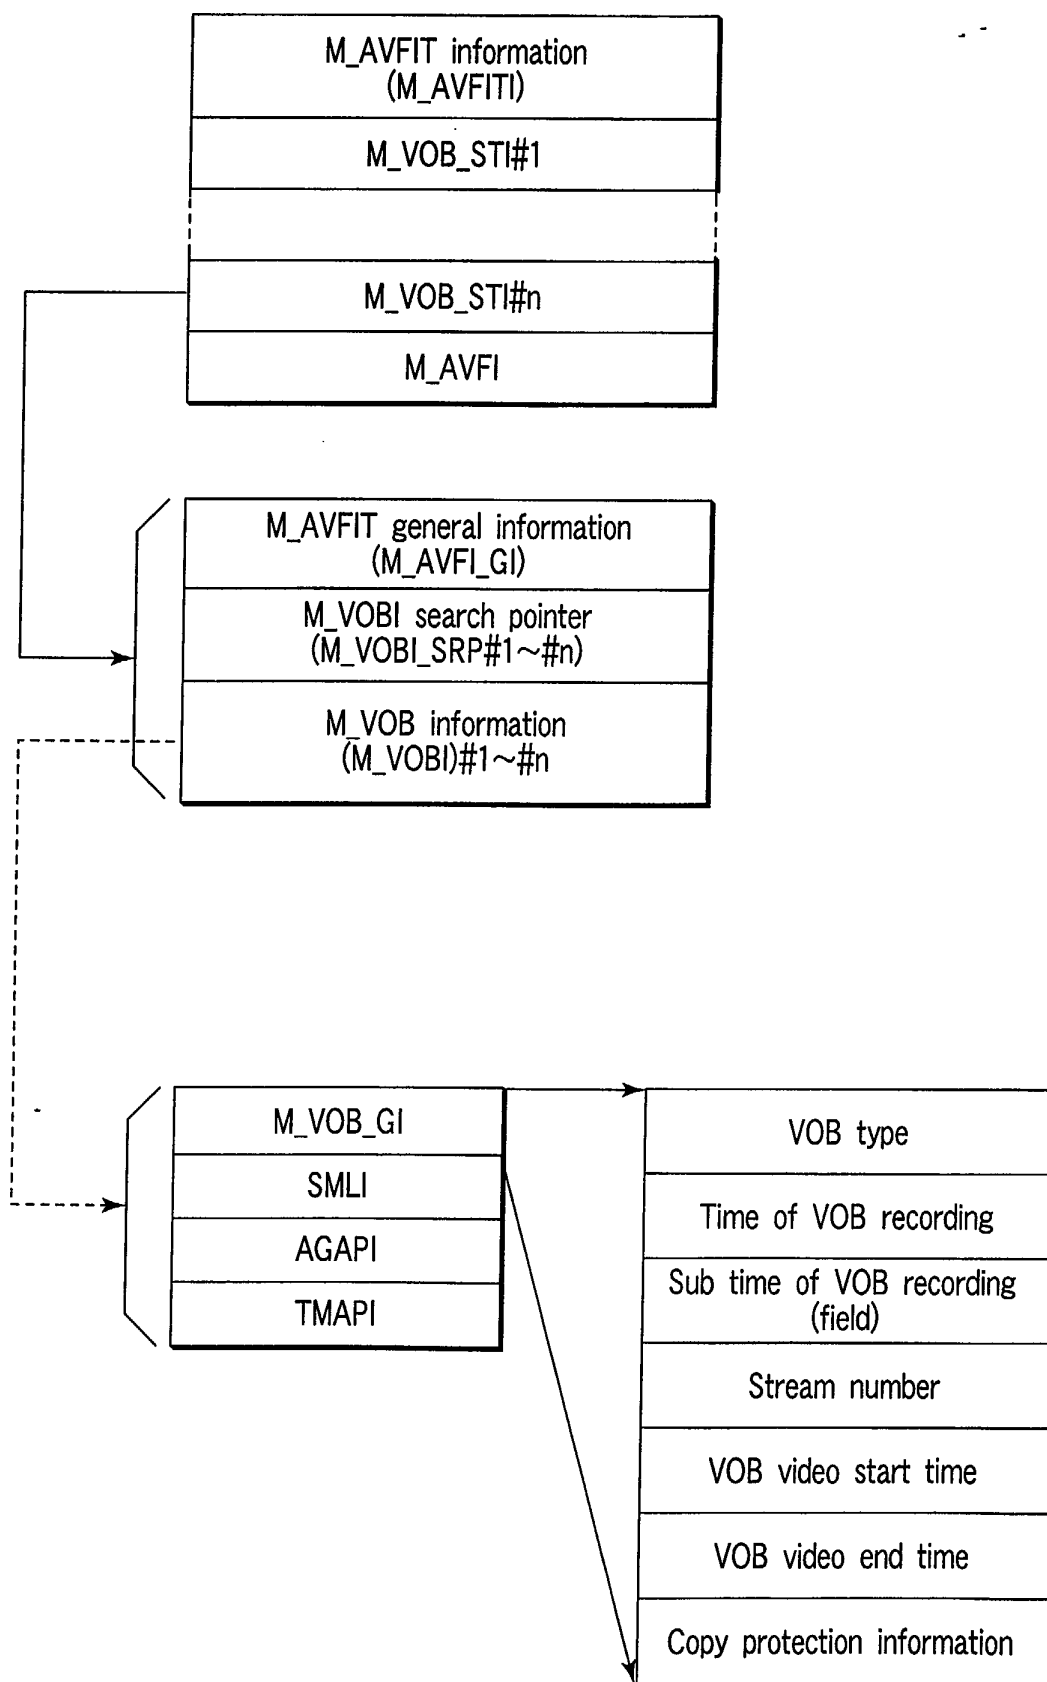 M_AVFIT information
(M_AVFITI)
M_VOB_STI#1
M_VOB_STI#n
M_AVFI
M_AVFIT general information
(M_AVFI_GI)
M_VOBI search pointer
(M_VOBI_SRP#1~#n)
M_VOB information
(M_VOBI)#1~#n
M_VOB_GI
SMLI
AGAPI
TMAPI
VOB type
Time of VOB recording
Sub time of VOB recording
(field)
Stream number
VOB video start time
VOB video end time
Copy protection information